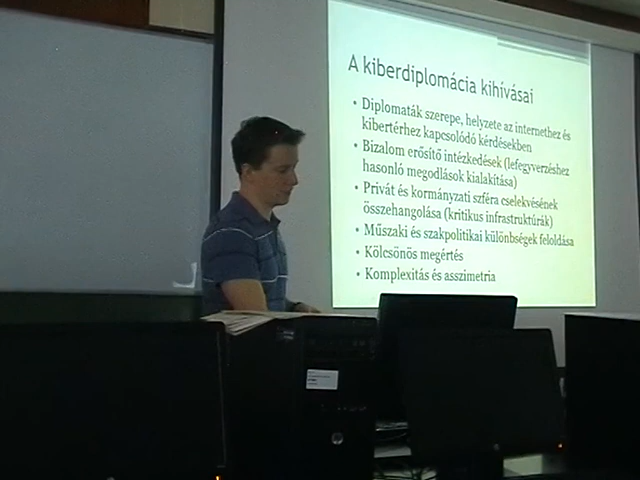 A kiberdiplomácia kihívásai
• Diplomaták szerepe, helyzete az internethez és
kibertérhez kapcsolódó kérdésekben
• Bizalom erősítő intézkedések (lefegyverzéshez
hasonló megodlások kialakítása)
• Privát és kormányzati szféra cselekvésének
összehangolása (kritikus infrastruktúrák)
• Műszaki és szakpolitikai különbségek feloldása
• Kölcsönös megértés
• Komplexitás és asszimetria